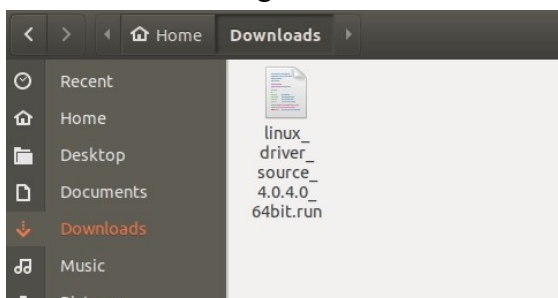 Home Downloads
Recent
Home
Desktop
Documents
Downloads
Music
linux_
driver_
source_
4.0.4.0_
64bit.run